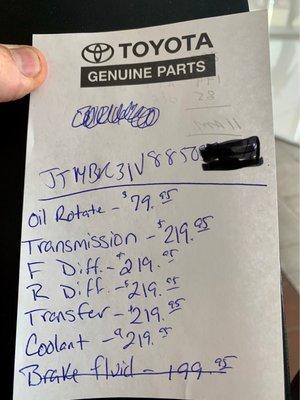 TOYOTA
GENUINE PARTS
Oil Rotate - $79.95
Transmission - $219.95
F Diff. - $219.95
R Diff. - $219.95
Transfer - $219.95
Coolant - $219.95
Brake fluid - 199.95